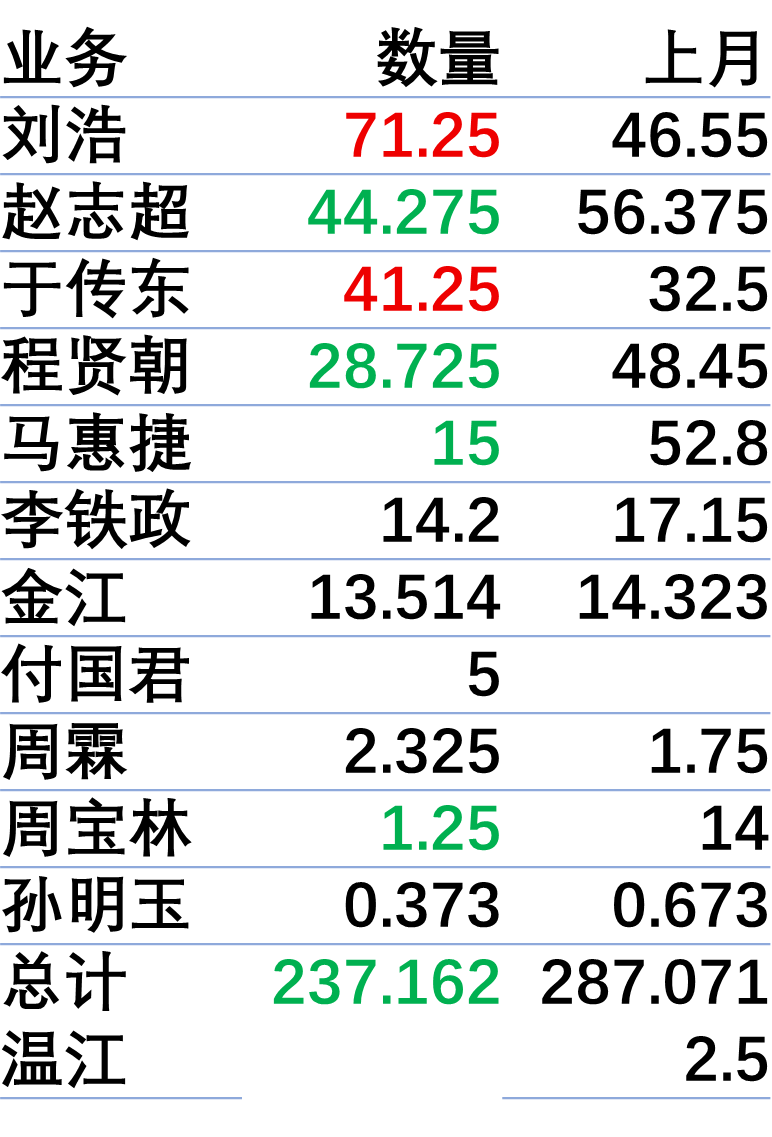 业务 数量 上月
刘浩 71.25 46.55
赵志超 44.275 56.375
于传东 41.25 32.5
程贤朝 28.725 48.45
马惠捷 15 52.8
李铁政 14.2 17.15
金江 13.514 14.323
付国君 5
周霖 2.325 1.75
周宝林 1.25 14
孙明玉 0.373 0.673
总计 237.162 287.071
温江 2.5